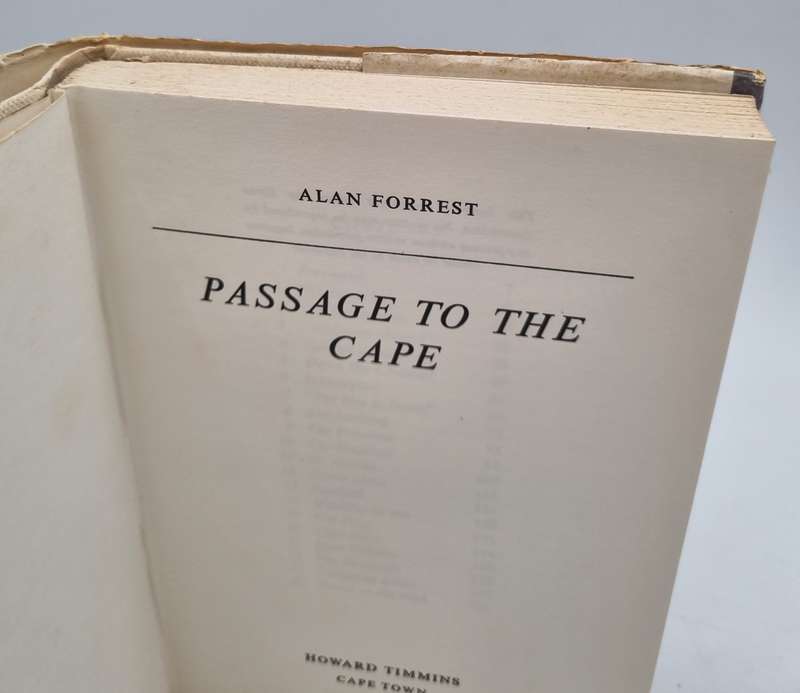 ALAN FORREST
PASSAGE TO THE
CAPE
HOWARD TIMMINS
CAPE TOWN